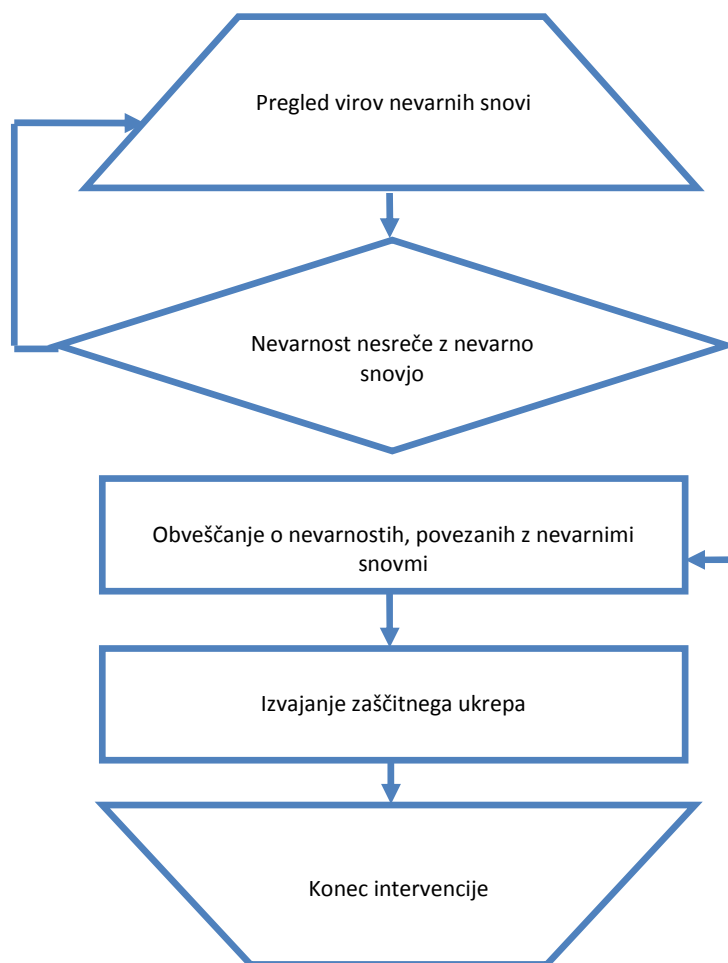 Pregled virov nevarnih snovi
Nevarnost nesreče z nevarno
snovjo
Obveščanje o nevarnostih, povezanih z nevarnimi
snovmi
Izvajanje zaščitnega ukrepa
Konec intervencije